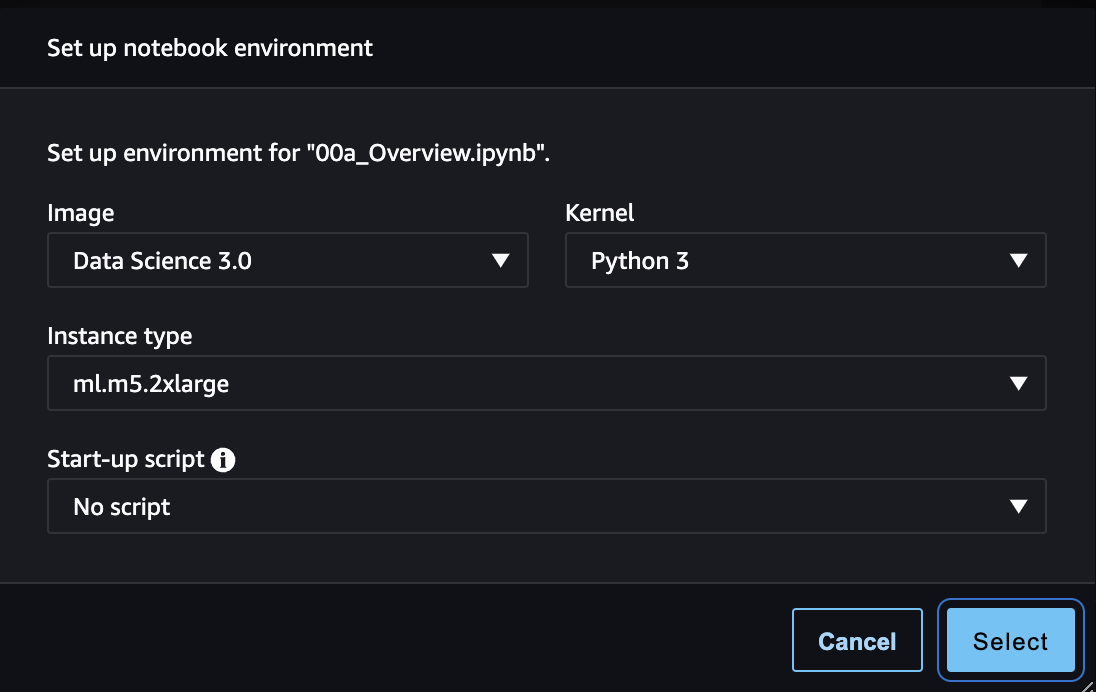 Set up notebook environment
Set up environment for "00a_Overview.ipynb".
Image
Kernel
Data Science 3.0
Python 3
Instance type
ml.m5.2xlarge
Start-up script
No script
Cancel
Select